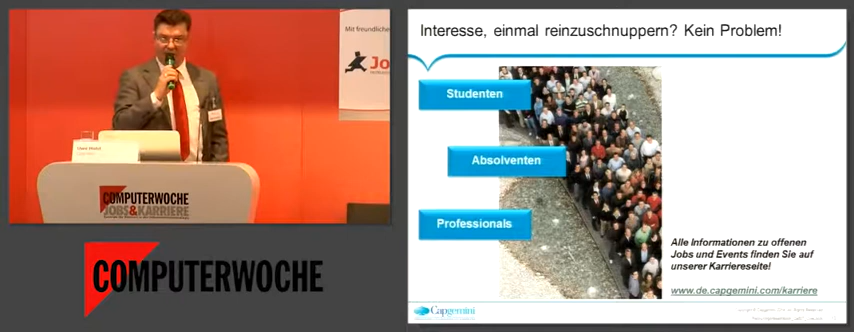 Mit freundliche
Jo
COMPUTERWOCHE
JOBS&KARRIERE
COMPUTERWOCHE
Interesse, einmal reinzuschnuppern? Kein Problem!
Studenten
Absolventen
Professionals
Alle Informationen zu offenen
Jobs und Events finden Sie auf
unserer Karriereseite!
www.de.capgemini.com/karriere
Capgemini